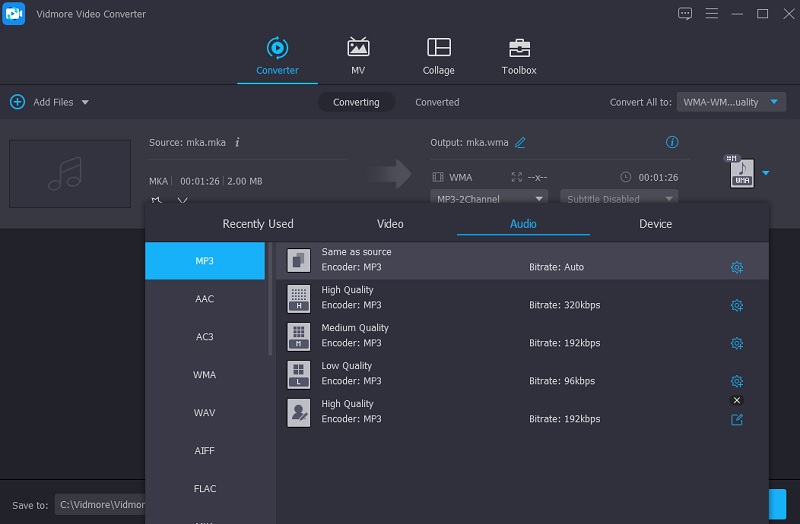 Vidmore Video Converter
Converter
MV
Collage
Toolbox
Add Files
Converting
Converted
Convert All to:
WMA-WM...uality
Source: mka.mka
Output: mka.wma
MKA
00:01:26
2.00 MB
WMA
--x--
00:01:26
MP3-2Channel
Subtitle Disabled
WMA
Recently Used
Video
Audio
Device
MP3
AAC
AC3
WMA
WAV
AIFF
FLAC
Same as source
Encoder: MP3
Bitrate: Auto
H
High Quality
Encoder: MP3
Bitrate: 320kbps
M
Medium Quality
Encoder: MP3
Bitrate: 192kbps
L
Low Quality
Encoder: MP3
Bitrate: 96kbps
High Quality
Encoder: MP3
Bitrate: 192kbps
Save to:
C:\Vidmore\Vidmor